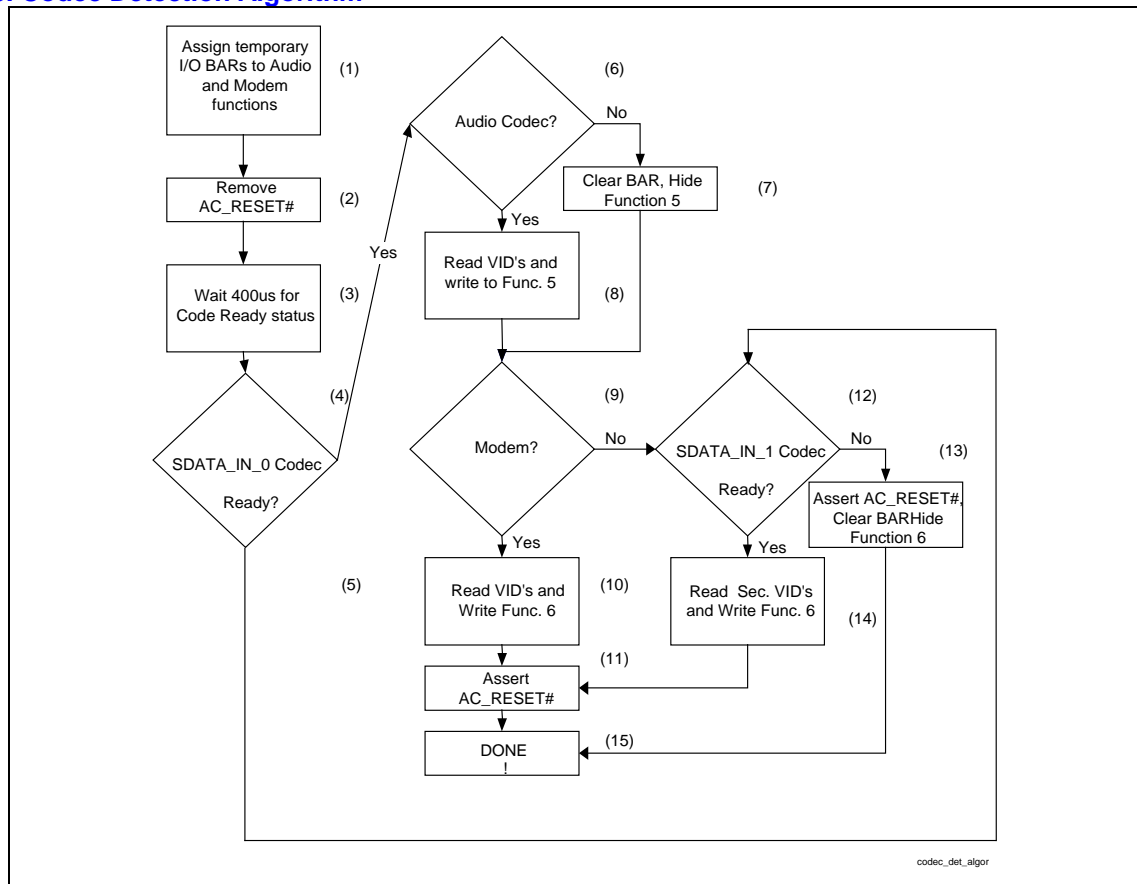 Codec Detection Algorithm
Assign temporary
I/O BARs to Audio
and Modem
functions
(1)
Remove
AC_RESET#
(2)
Wait 400us for
Code Ready status
(3)
(4)
SDATA_IN_0 Codec
Ready?
Yes
(5)
(6)
Audio Codec?
No
Clear BAR, Hide
Function 5
(7)
Yes
Read VID's and
write to Func. 5
(8)
Modem?
(9)
No
Yes
Read VID's and
Write Func. 6
(10)
Assert
AC_RESET#
(11)
(12)
SDATA_IN_1 Codec
Ready?
No
(13)
Assert AC_RESET#,
Clear BARHide
Function 6
Yes
Read Sec. VID's
and Write Func. 6
(14)
DONE
!
(15)
codec_det_algor